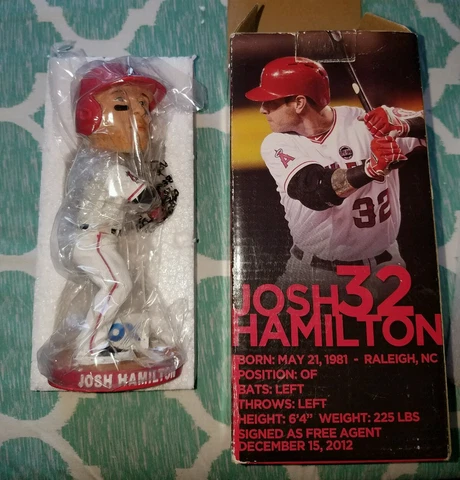 JOSH HAMILTON
A
32
JOSH 32
HAMILTON
BORN: MAY 21, 1981 - RALEIGH, NC
POSITION: OF
BATS: LEFT
THROWS: LEFT
HEIGHT: 6'4" WEIGHT: 225 LBS
SIGNED AS FREE AGENT
DECEMBER 15, 2012